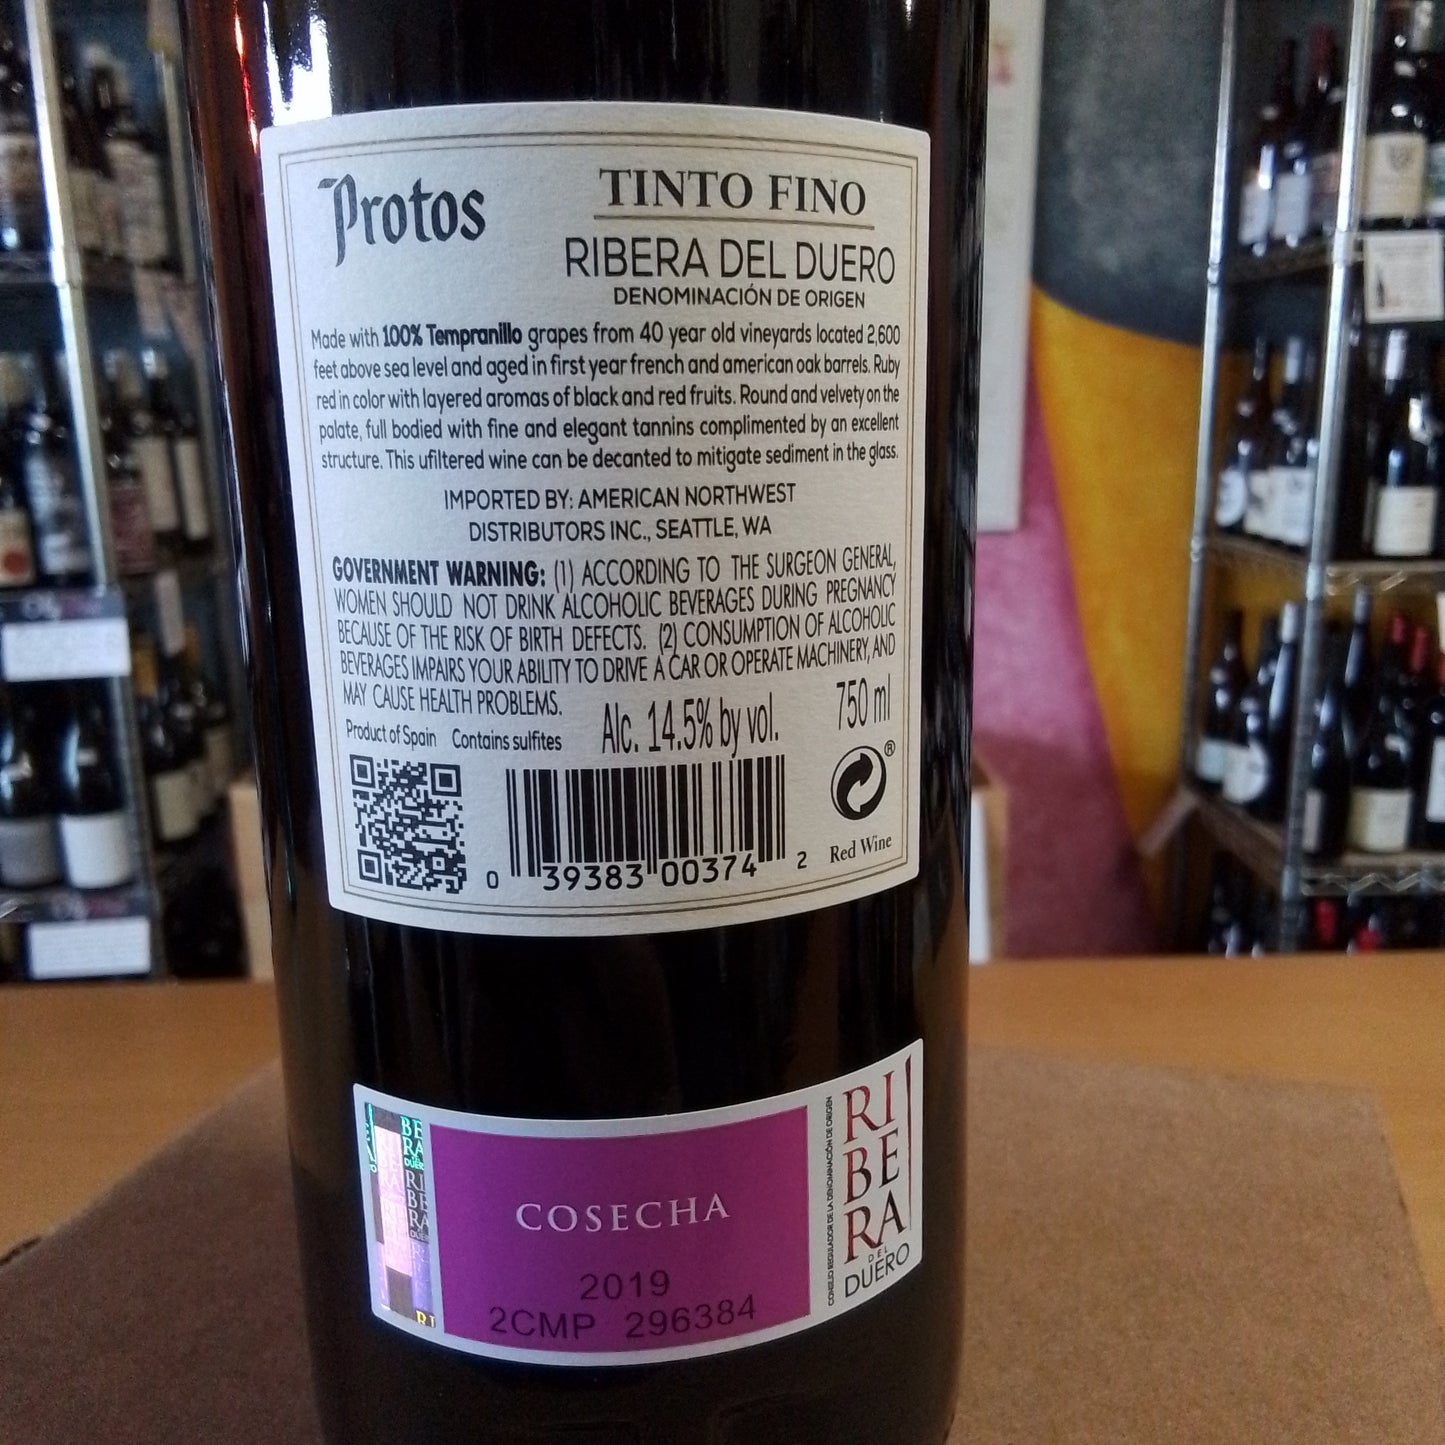 Protos
TINTO FINO
RIBERA DEL DUERO
DENOMINACIÓN DE ORIGEN
Made with 100% Tempranillo grapes from 40 year old vineyards located 2,600
feet above sea level and aged in first year french and american oak barrels. Ruby
red in color with layered aromas of black and red fruits. Round and velvety on the
palate, full bodied with fine and elegant tannins complimented by an excellent
structure. This ufiltered wine can be decanted to mitigate sediment in the glass.
IMPORTED BY: AMERICAN NORTHWEST
DISTRIBUTORS INC., SEATTLE, WA
GOVERNMENT WARNING: (1) ACCORDING TO THE SURGEON GENERAL,
WOMEN SHOULD NOT DRINK ALCOHOLIC BEVERAGES DURING PREGNANCY
BECAUSE OF THE RISK OF BIRTH DEFECTS. (2) CONSUMPTION OF ALCOHOLIC
BEVERAGES IMPAIRS YOUR ABILITY TO DRIVE A CAR OR OPERATE MACHINERY, AND
MAY CAUSE HEALTH PROBLEMS.
Alc. 14.5% by vol.
750 ml
Product of Spain Contains sulfites
®
0 39383 00374 2
Red Wine
COSECHA
2019
2CMP 296384
CONSEJO REGULADOR DE LA DENOMINACIÓN DE ORIGEN
RI
BE
RA
DEL
DUERO